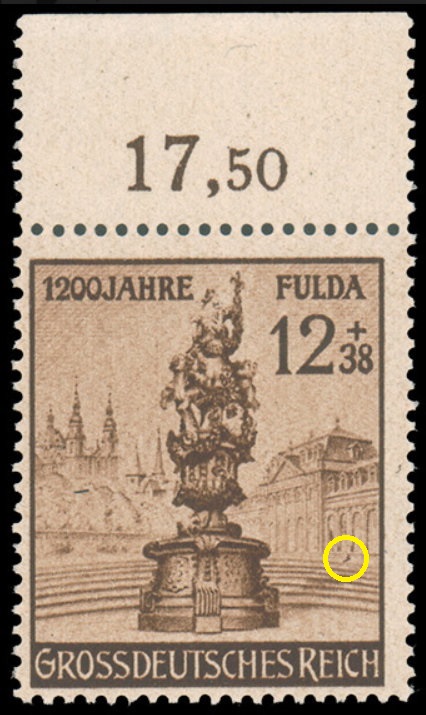 17,50
1200JAHRE FULDA
12+38
GROSSDEUTSCHES REICH